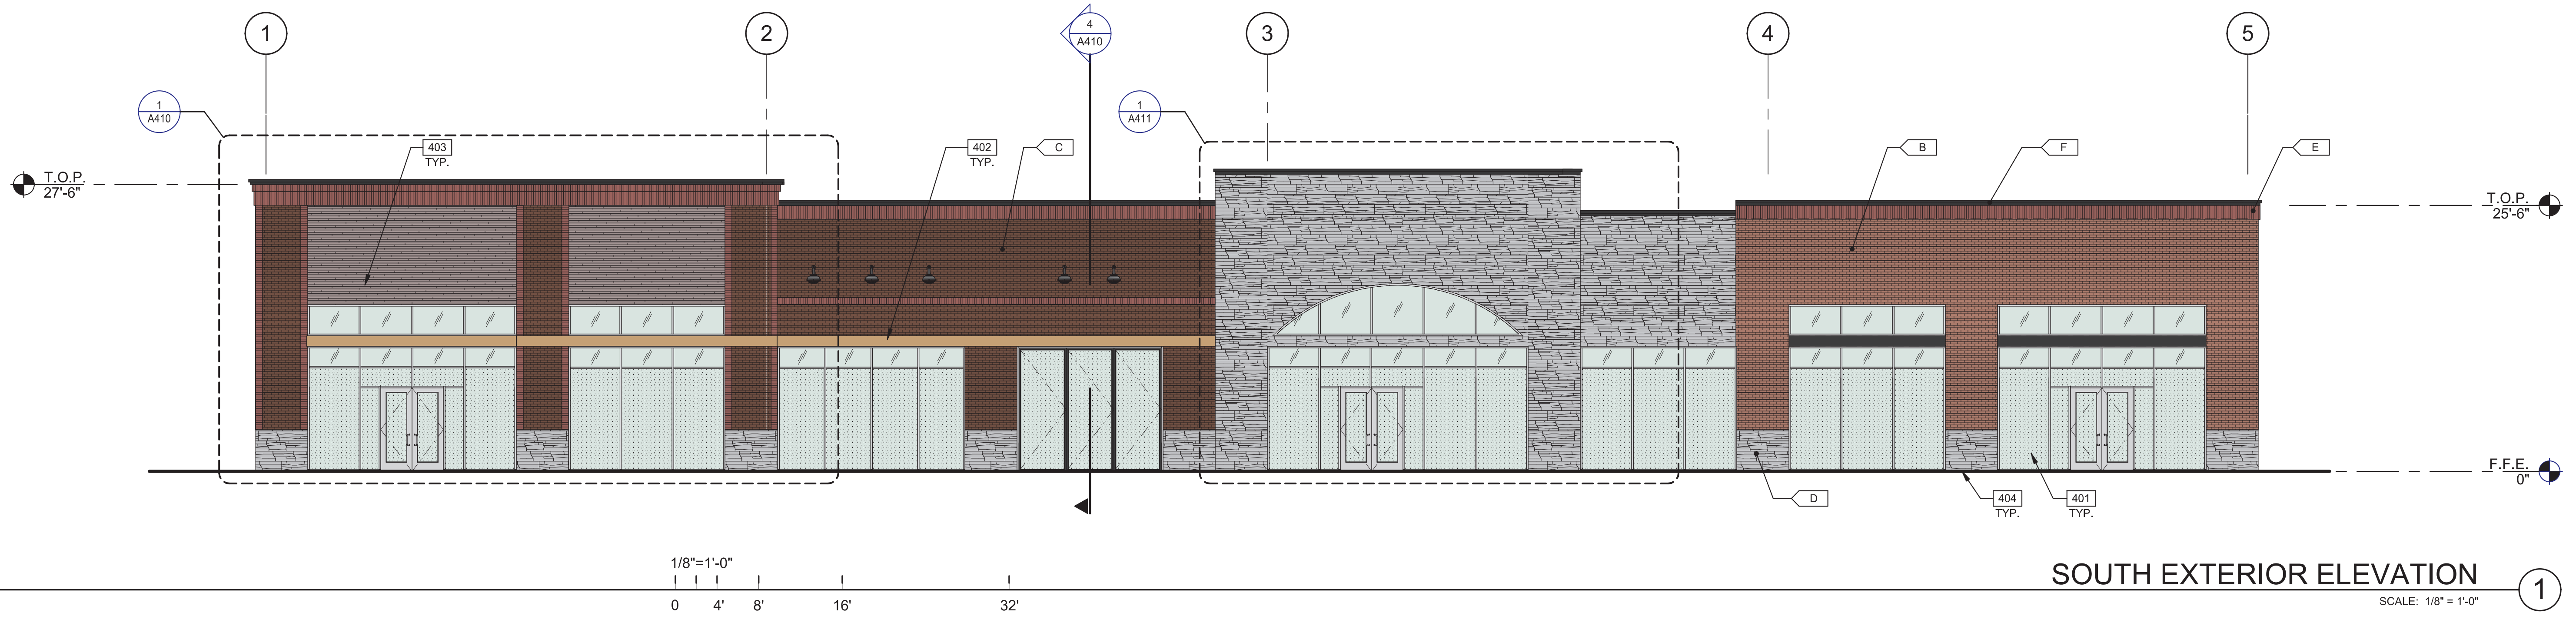 1
2
4
A410
3
4
5
1
A410
1
A411
403
TYP.
402
TYP.
C
B
F
E
T.O.P.
27'-6"
T.O.P.
25'-6"
F.F.E.
0"
D
404
TYP.
401
TYP.
1/8"=1'-0"
0 4' 8' 16' 32'
SOUTH EXTERIOR ELEVATION
SCALE: 1/8" = 1'-0"
1